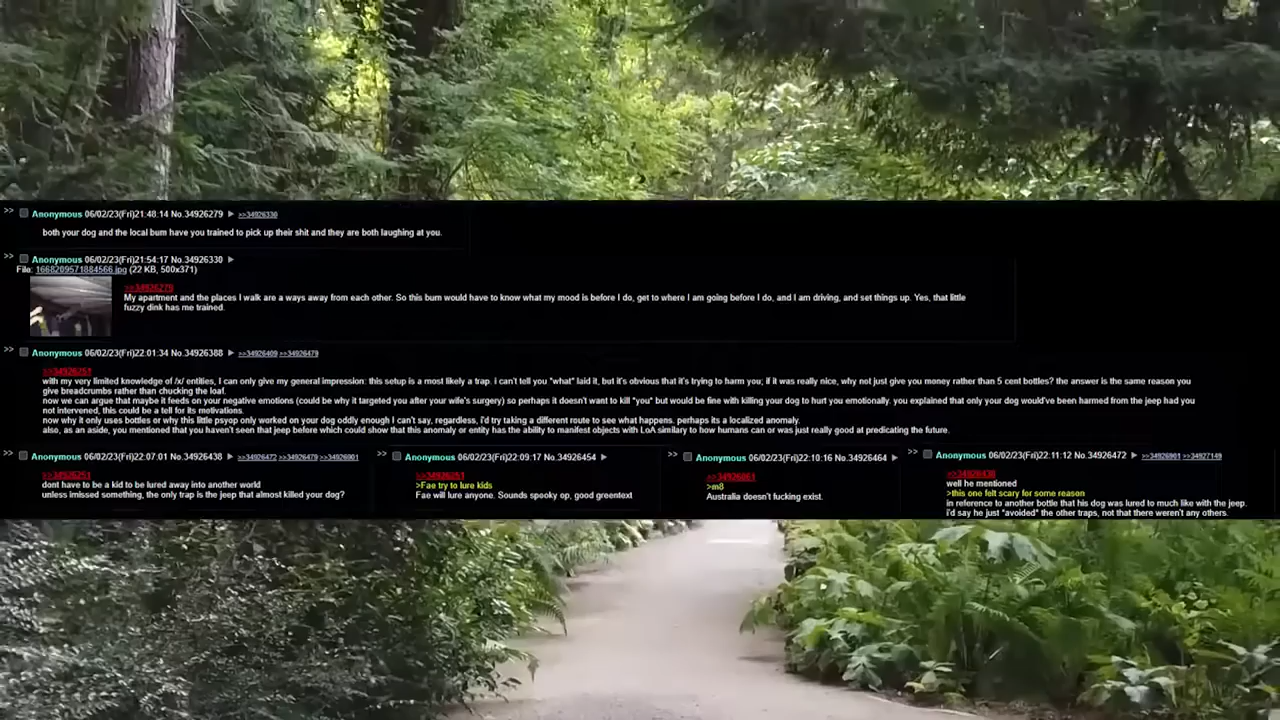 >> Anonymous 06/02/23(Fri)21:48:14 No.34926279 ▶ >>34926330
both your dog and the local bum have you trained to pick up their shit and they are both laughing at you.
>> Anonymous 06/02/23(Fri)21:54:17 No.34926330 ▶
File: 1668209571884566.jpg (22 KB, 500x371)
>>34926279
My apartment and the places I walk are a ways away from each other. So this bum would have to know what my mood is before I do, get to where I am going before I do, and I am driving, and set things up. Yes, that little
fuzzy dink has me trained.
>> Anonymous 06/02/23(Fri)22:01:34 No.34926388 ▶ >>34926409 >>34926479
>>34926251
with my very limited knowledge of /x/ entities, I can only give my general impression: this setup is a most likely a trap. i can't tell you *what* laid it, but it's obvious that it's trying to harm you; if it was really nice, why not just give you money rather than 5 cent bottles? the answer is the same reason you
give breadcrumbs rather than chucking the loaf.
now we can argue that maybe it feeds on your negative emotions (could be why it targeted you after your wife's surgery) so perhaps it doesn't want to kill *you* but would be fine with killing your dog to hurt you emotionally. you explained that only your dog would've been harmed from the jeep had you
not intervened, this could be a tell for its motivations.
now why it only uses bottles or why this little psyop only worked on your dog oddly enough I can't say, regardless, i'd try taking a different route to see what happens. perhaps its a localized anomaly.
also, as an aside, you mentioned that you haven't seen that jeep before which could show that this anomaly or entity has the ability to manifest objects with LoA similary to how humans can or was just really good at predicating the future.
>> Anonymous 06/02/23(Fri)22:07:01 No.34926438 ▶ >>34926472 >>34926479 >>34926801
>>34926251
dont have to be a kid to be lured away into another world
unless imissed something, the only trap is the jeep that almost killed your dog?
>> Anonymous 06/02/23(Fri)22:09:17 No.34926454 ▶
>>34926251
>Fae try to lure kids
Fae will lure anyone. Sounds spooky op, good greentext
>> Anonymous 06/02/23(Fri)22:10:16 No.34926464 ▶
>m8
Australia doesn't fucking exist.
>> Anonymous 06/02/23(Fri)22:11:12 No.34926472 ▶ >>34926901 >>34927149
>>34926438
well he mentioned
>this one felt scary for some reason
in reference to another bottle that his dog was lured to much like with the jeep.
i'd say he just *avoided* the other traps, not that there weren't any others.